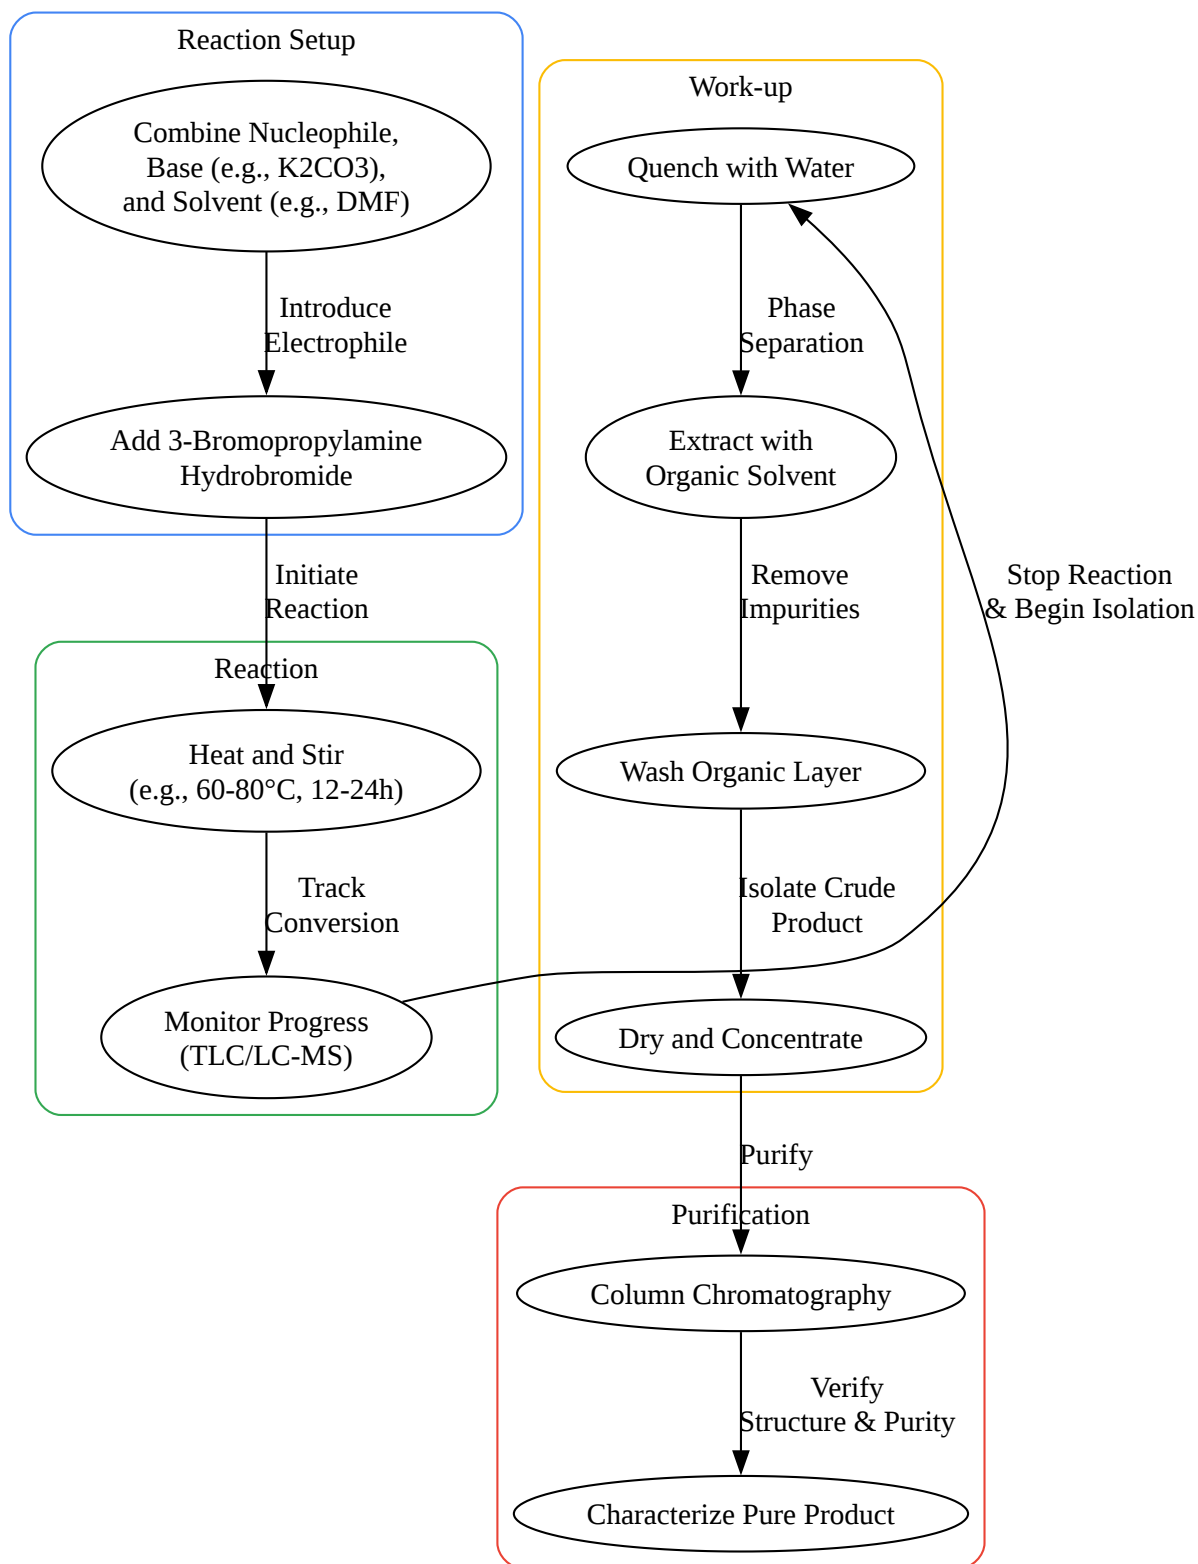 Reaction Setup
Combine Nucleophile,
Base (e.g., K2CO3),
and Solvent (e.g., DMF)
Introduce
Electrophile
Add 3-Bromopropylamine
Hydrobromide
Initiate
Reaction
Reaction
Heat and Stir
(e.g., 60-80°C, 12-24h)
Track
Conversion
Monitor Progress
(TLC/LC-MS)
Stop Reaction
& Begin Isolation
Work-up
Quench with Water
Phase
Separation
Extract with
Organic Solvent
Remove
Impurities
Wash Organic Layer
Isolate Crude
Product
Dry and Concentrate
Purify
Purification
Column Chromatography
Verify
Structure & Purity
Characterize Pure Product